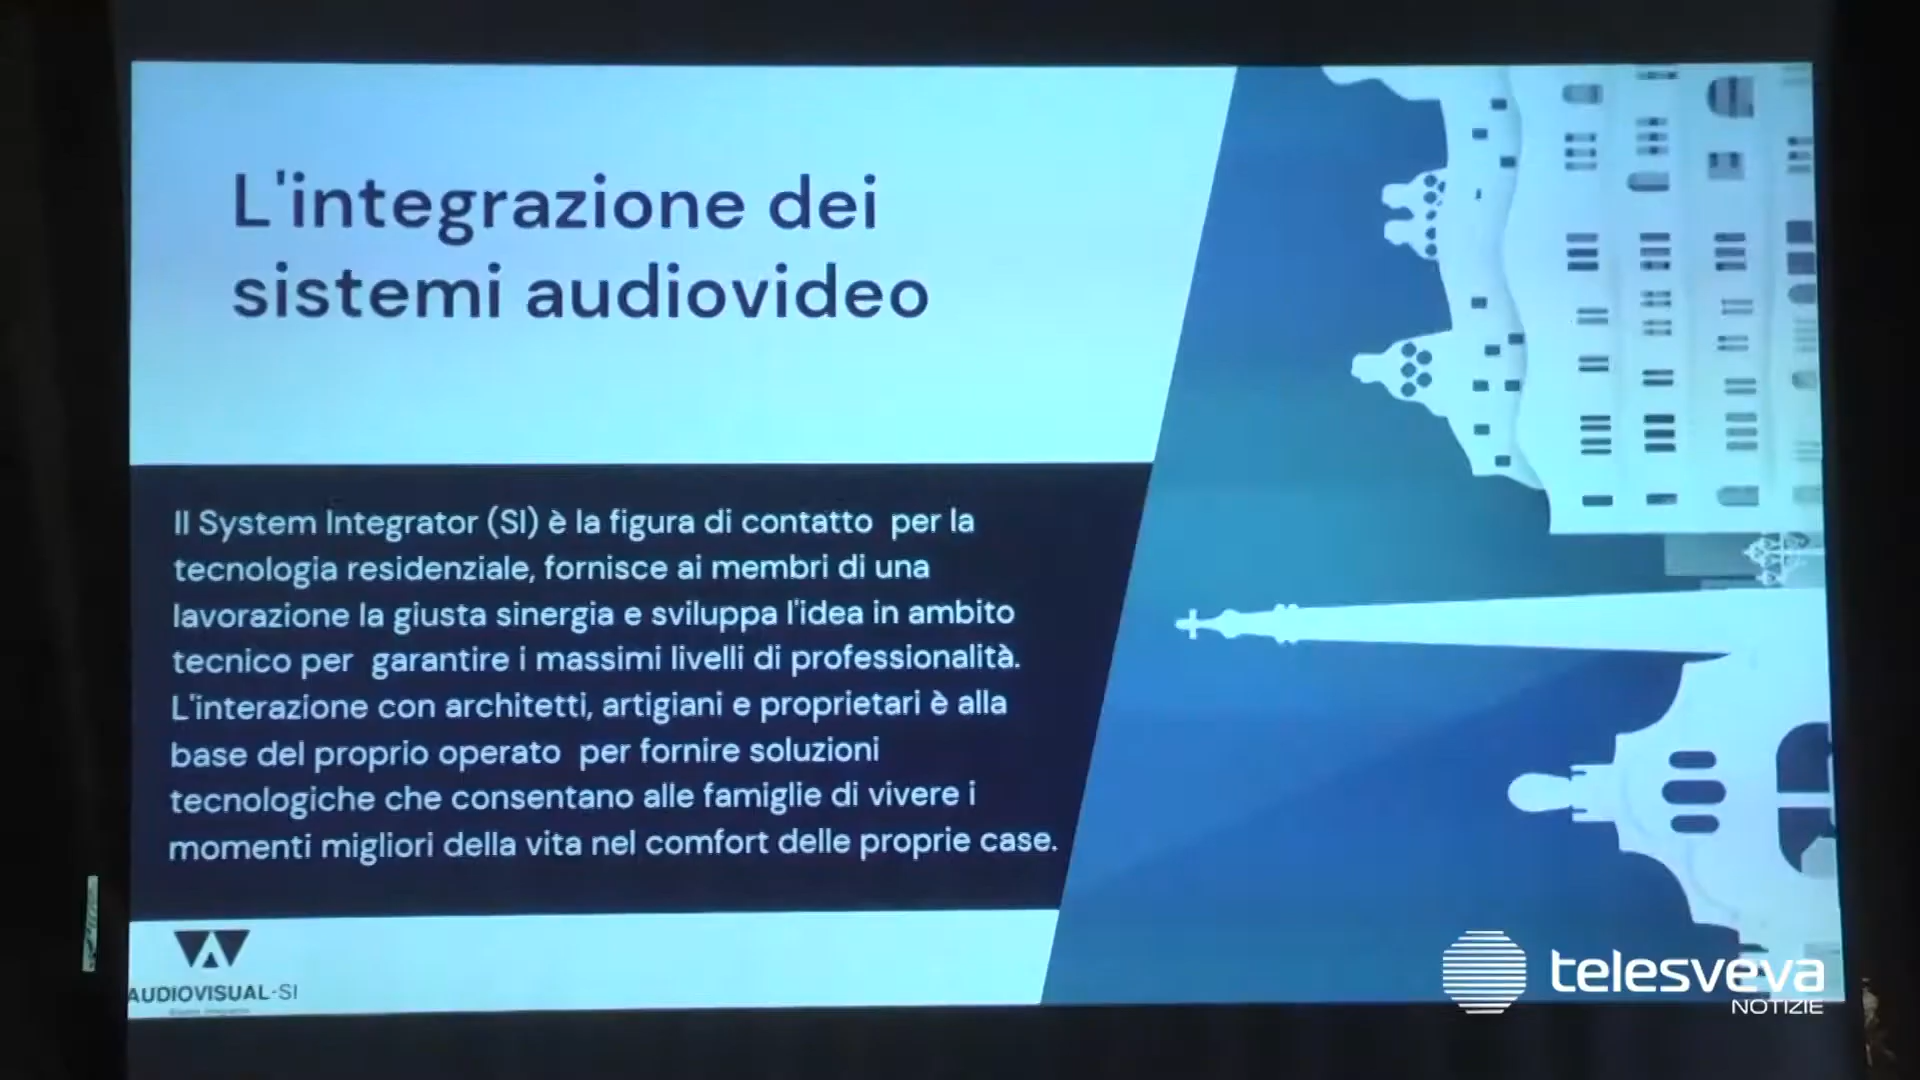 L'integrazione dei
sistemi audiovideo
Il System Integrator (SI) è la figura di contatto per la
tecnologia residenziale, fornisce ai membri di una
lavorazione la giusta sinergia e sviluppa l'idea in ambito
tecnico per garantire i massimi livelli di professionalità.
L'interazione con architetti, artigiani e proprietari è alla
base del proprio operato per fornire soluzioni
tecnologiche che consentano alle famiglie di vivere i
momenti migliori della vita nel comfort delle proprie case.
AUDIOVISUAL-SI
telesveva
NOTIZIE